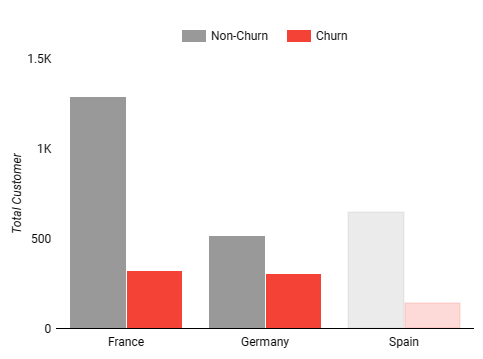 Non-Churn
Churn
1.5K
1K
500
0
Total Customer
France
Germany
Spain